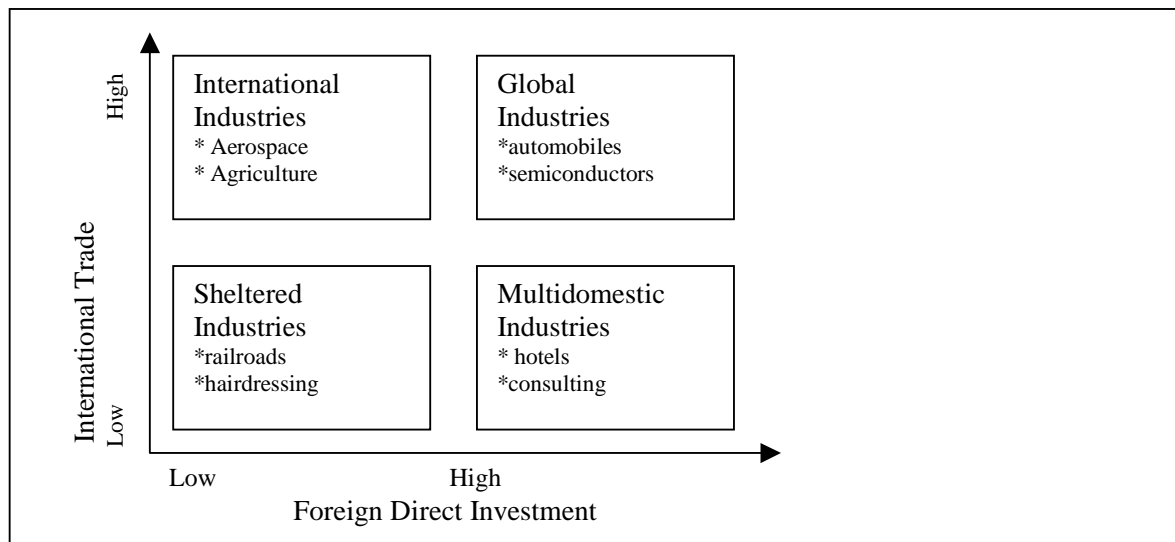 High
International
Industries
* Aerospace
* Agriculture
Global
Industries
*automobiles
*semiconductors
International Trade
Low
Sheltered
Industries
*railroads
*hairdressing
Multidomestic
Industries
* hotels
*consulting
Low
High
Foreign Direct Investment